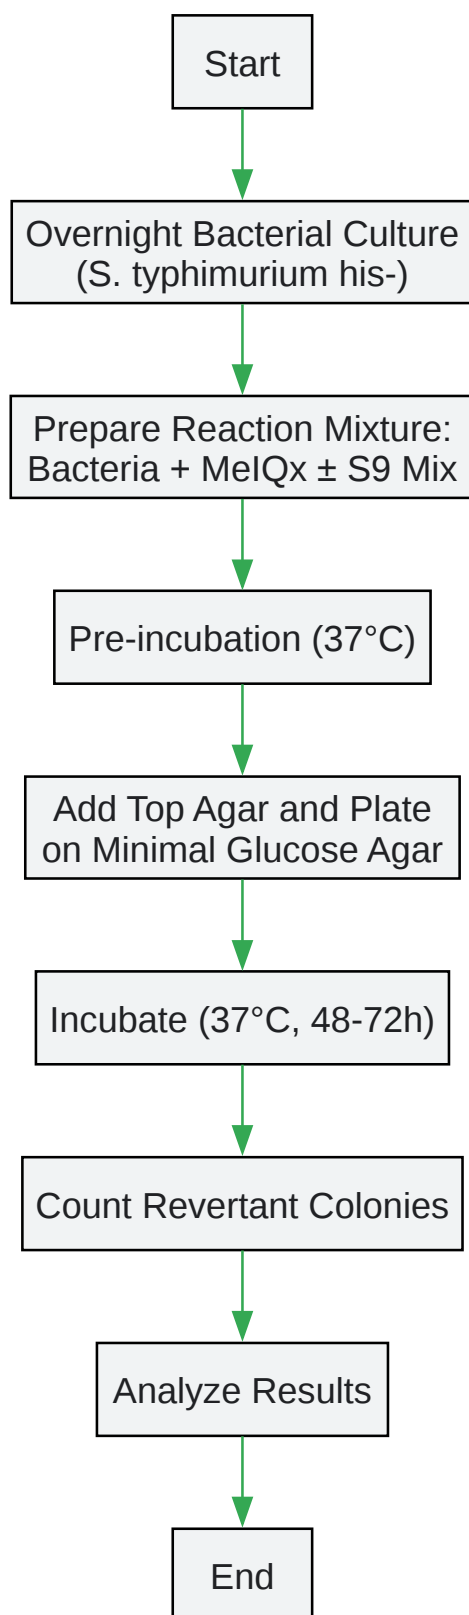 Start
Overnight Bacterial Culture
(S. typhimurium his-)
Prepare Reaction Mixture:
Bacteria + MeIQx ± S9 Mix
Pre-incubation (37°C)
Add Top Agar and Plate
on Minimal Glucose Agar
Incubate (37°C, 48-72h)
Count Revertant Colonies
Analyze Results
End